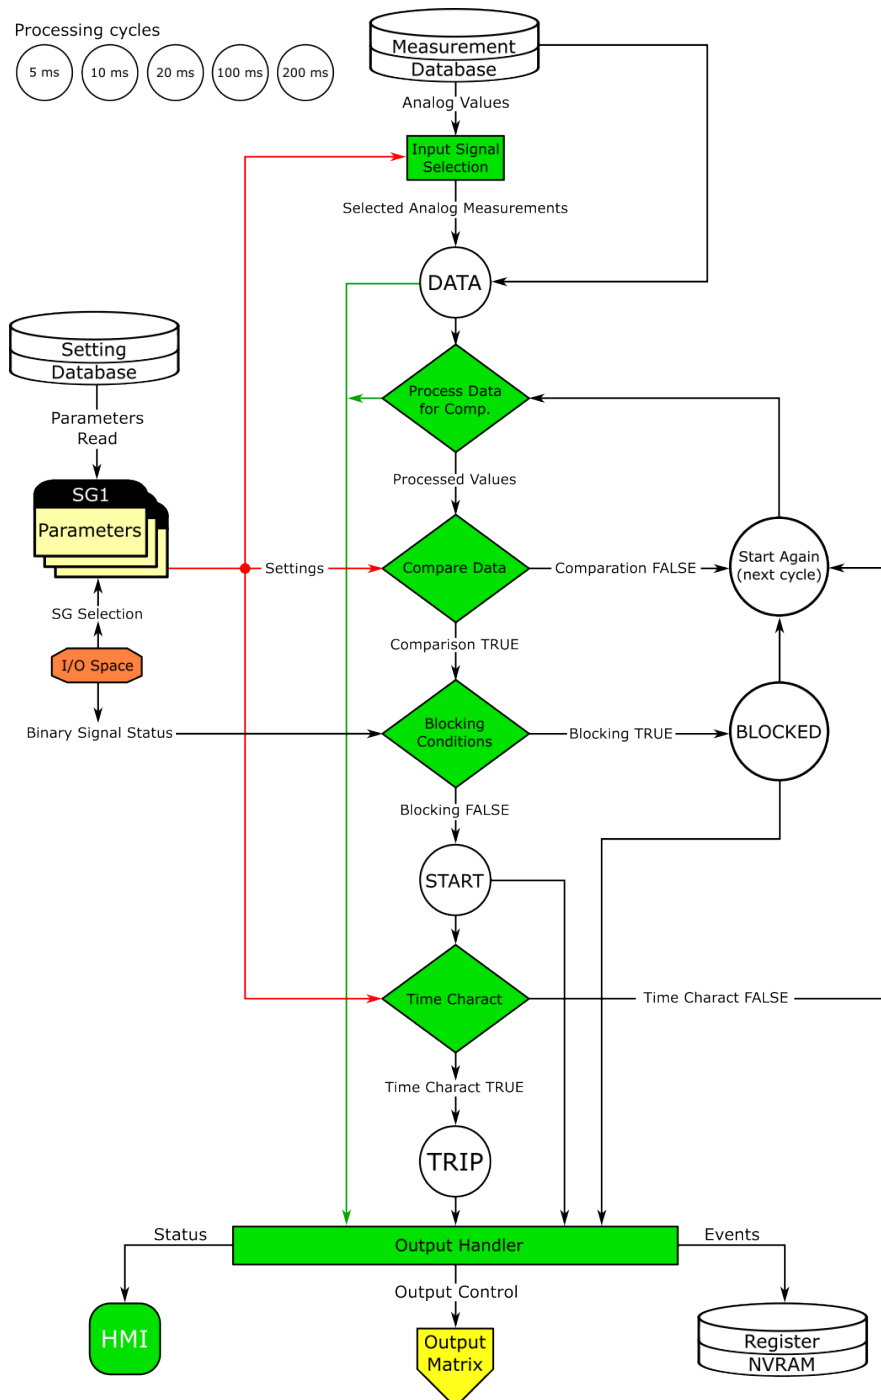 Processing cycles
5 ms
10 ms
20 ms
100 ms
200 ms
Measurement
Database
Analog Values
Input Signal
Selection
Selected Analog Measurements
DATA
Setting
Database
Parameters
Read
Process Data
for Comp.
Processed Values
SG1
Parameters
Settings
Compare Data
Comparation FALSE
Start Again
(next cycle)
SG Selection
Comparison TRUE
I/O Space
Binary Signal Status
Blocking
Conditions
Blocking TRUE
BLOCKED
Blocking FALSE
START
Time Charact
Time Charact FALSE
Time Charact TRUE
TRIP
Status
Output Handler
Events
Output Control
HMI
Output
Matrix
Register
NVRAM